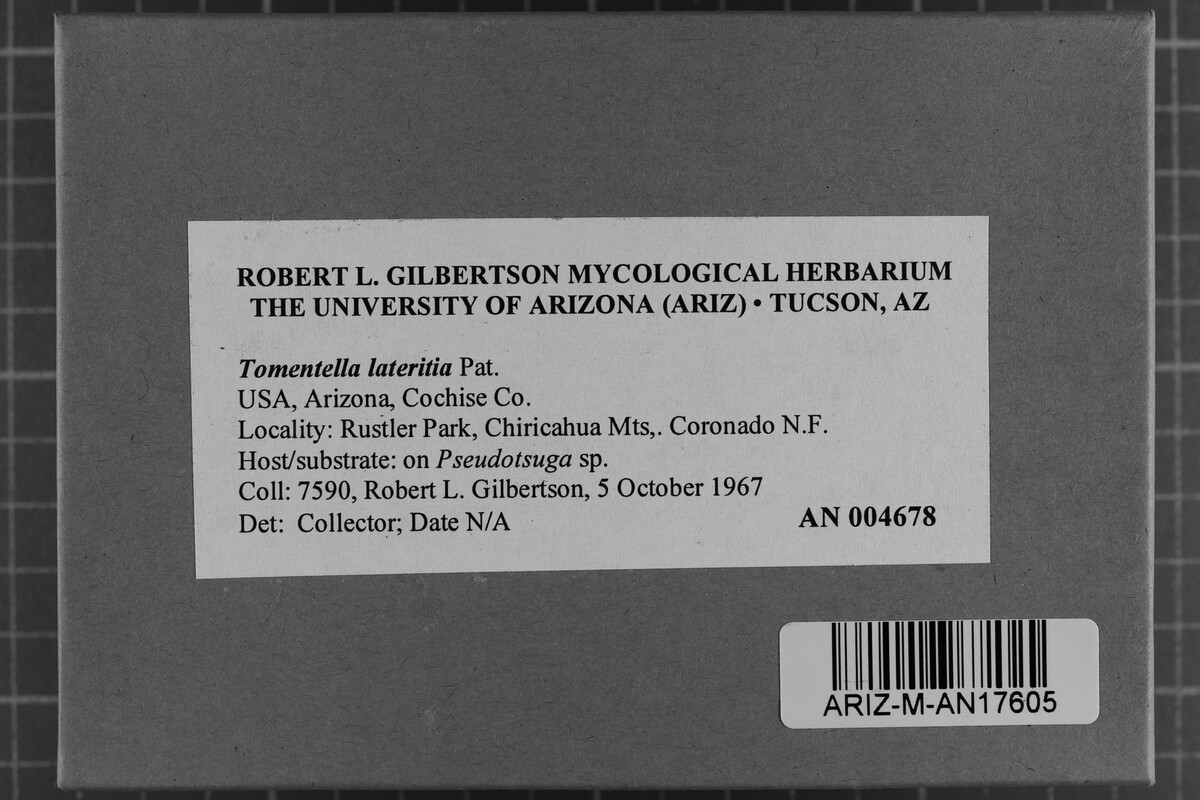 ROBERT L. GILBERTSON MYCOLOGICAL HERBARIUM
THE UNIVERSITY OF ARIZONA (ARIZ) • TUCSON, AZ
Tomentella lateritia Pat.
USA, Arizona, Cochise Co.
Locality: Rustler Park, Chiricahua Mts,. Coronado N.F.
Host/substrate: on Pseudotsuga sp.
Coll: 7590, Robert L. Gilbertson, 5 October 1967
Det: Collector; Date N/A
AN 004678
ARIZ-M-AN17605